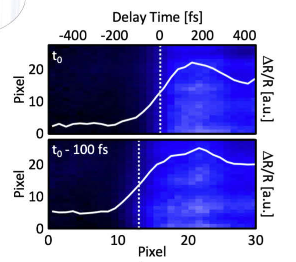 Delay Time [fs]
-400 -200 0 200 400
t₀
20
10
0
Pixel
ΔR/R [a.u.]
t₀ - 100 fs
20
10
0
Pixel
ΔR/R [a.u.]
0 10 20 30
Pixel